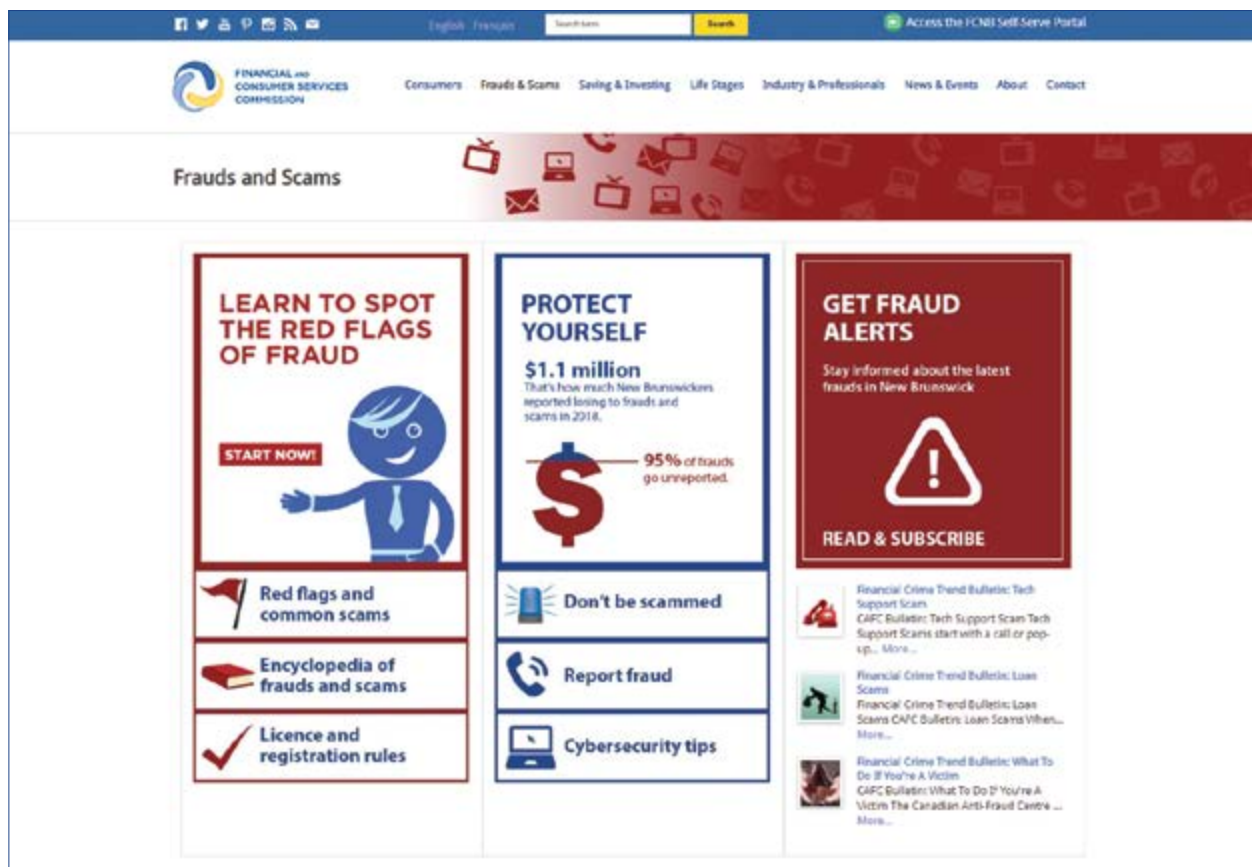 English Français
Search term
Search
Access the FCNB Self-Serve Portal
FINANCIAL AND
CONSUMER SERVICES
COMMISSION
Consumers Frauds & Scams Saving & Investing Life Stages Industry & Professionals News & Events About Contact
Frauds and Scams
LEARN TO SPOT
THE RED FLAGS
OF FRAUD
START NOW!
Red flags and
common scams
Encyclopedia of
frauds and scams
Licence and
registration rules
PROTECT
YOURSELF
$1.1 million
That's how much New Brunswickers
reported losing to frauds and
scams in 2018.
$
95% of frauds
go unreported.
Don't be scammed
Report fraud
Cybersecurity tips
GET FRAUD
ALERTS
Stay informed about the latest
frauds in New Brunswick
!
READ & SUBSCRIBE
Financial Crime Trend Bulletin: Tech
Support Scam
CAFC Bulletin: Tech Support Scam Tech
Support Scams start with a call or pop-
up... More...
Financial Crime Trend Bulletin: Loan
Scams
Financial Crime Trend Bulletin: Loan
Scams CAFC Bulletin: Loan Scams When...
More...
Financial Crime Trend Bulletin: What To
Do If You're A Victim
CAFC Bulletin: What To Do If You're A
Victim The Canadian Anti-Fraud Centre ...
More...